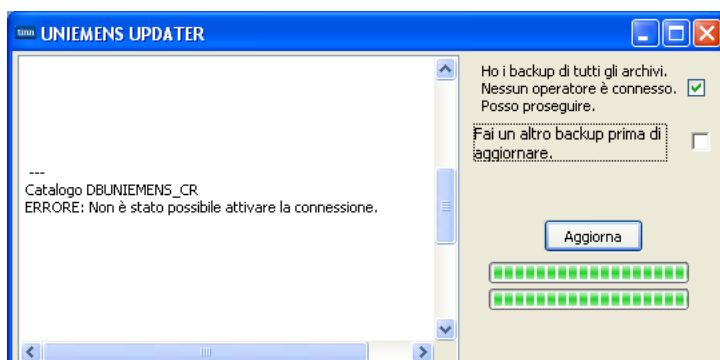 tinn UNIEMENS UPDATER
Ho i backup di tutti gli archivi.
Nessun operatore è connesso.
Posso proseguire.
Fai un altro backup prima di
aggiornare.
---
Catalogo DBUNIEMENS_CR
ERRORE: Non è stato possibile attivare la connessione.
Aggiorna